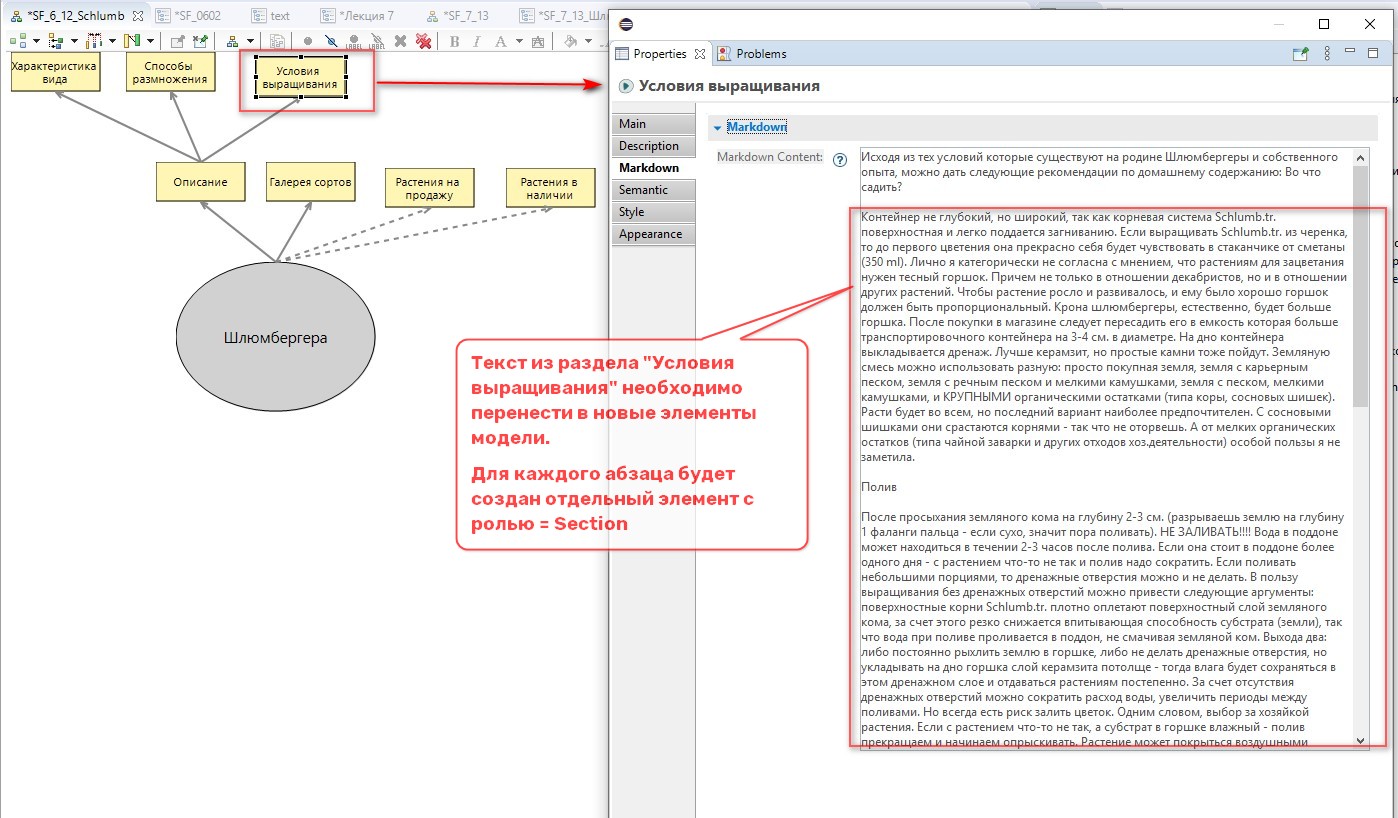 *SF_6_12_Schlumb
*SF_0602
text
*Лекция 7
SF_7_13
*SF_7_13_Шл
Характеристика
вида
Способы
размножения
Условия
выращивания
Описание
Галерея сортов
Растения на
продажу
Растения в
наличии
Шлюмбергера
Текст из раздела "Условия
выращивания" необходимо
перенести в новые элементы
модели.
Для каждого абзаца будет
создан отдельный элемент с
ролью = Section
Properties
Problems
Условия выращивания
Main
Description
Markdown
Semantic
Style
Appearance
Markdown
Markdown Content:
Исходя из тех условий которые существуют на родине Шлюмбергеры и собственного
опыта, можно дать следующие рекомендации по домашнему содержанию: Во что
садить?
Контейнер не глубокий, но широкий, так как корневая система Schlumb.tr.
поверхностная и легко поддается загниванию. Если выращивать Schlumb.tr. из черенка,
то до первого цветения она прекрасно себя будет чувствовать в стаканчике от сметаны
(350 ml). Лично я категорически не согласна с мнением, что растениям для зацветания
нужен тесный горшок. Причем не только в отношении декабристов, но и в отношении
других растений. Чтобы растение росло и развивалось, и ему было хорошо горшок
должен быть пропорциональный. Крона шлюмбергеры, естественно, будет больше
горшка. После покупки в магазине следует пересадить его в емкость которая больше
транспортировочного контейнера на 3-4 см. в диаметре. На дно контейнера
выкладывается дренаж. Лучше керамзит, но простые камни тоже пойдут. Земляную
смесь можно использовать разную: просто покупная земля, земля с карьерным
песком, земля с речным песком и мелкими камушками, земля с песком, мелкими
камушками, и КРУПНЫМИ органическими остатками (типа коры, сосновых шишек).
Расти будет во всем, но последний вариант наиболее предпочтителен. С сосновыми
шишками они срастаются корнями - так что не оторвешь. А от мелких органических
остатков (типа чайной заварки и других отходов хоз.деятельности) особой пользы я не
заметила.
Полив
После просыхания земляного кома на глубину 2-3 см. (разрываешь землю на глубину
1 фаланги пальца - если сухо, значит пора поливать). НЕ ЗАЛИВАТЬ!!!! Вода в поддоне
может находиться в течении 2-3 часов после полива. Если она стоит в поддоне более
одного дня - с растением что-то не так и полив надо сократить. Если поливать
небольшими порциями, то дренажные отверстия можно и не делать. В пользу
выращивания без дренажных отверстий можно привести следующие аргументы:
поверхностные корни Schlumb.tr. плотно оплетают поверхностный слой земляного
кома, за счет этого резко снижается впитывающая способность субстрата (земли), так
что вода при поливе проливается в поддон, не смачивая земляной ком. Выхода два:
либо постоянно рыхлить землю в горшке, либо не делать дренажные отверстия, но
укладывать на дно горшка слой керамзита потолще - тогда влага будет сохраняться в
этом дренажном слое и отдаваться растениям постепенно. За счет отсутствия
дренажных отверстий можно сократить расход воды, увеличить периоды между
поливами. Но всегда есть риск залить цветок. Одним словом, выбор за хозяйкой
растения. Если с растением что-то не так, а субстрат в горшке влажный - полив
прекращаем и начинаем опрыскивать. Растение может покрыться воздушными